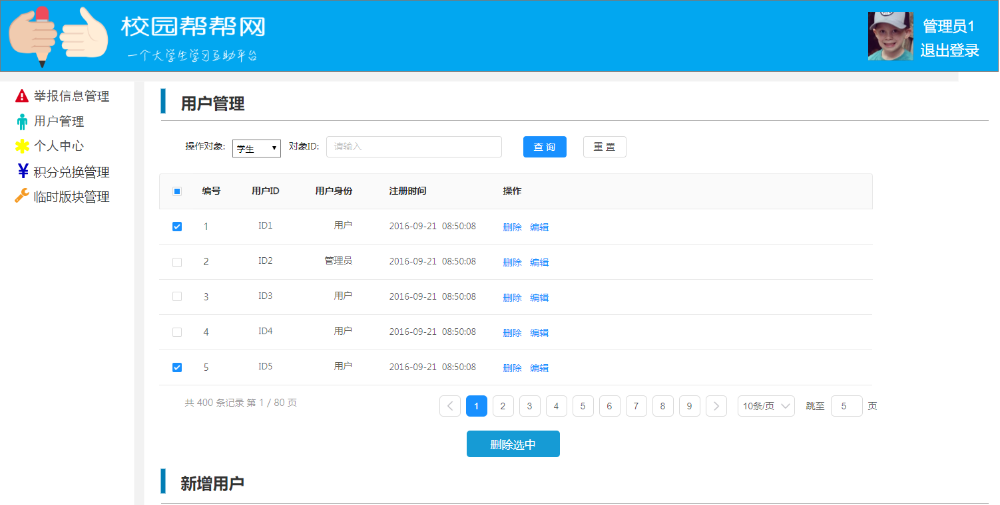 校园帮帮网
一个大学生学习互助平台
管理员1
退出登录
举报信息管理
用户管理
个人中心
积分兑换管理
临时版块管理
用户管理
操作对象: 学生 对象ID: 请输入 查 询 重 置
编号 用户ID 用户身份 注册时间 操作
1 ID1 用户 2016-09-21 08:50:08 删除 编辑
2 ID2 管理员 2016-09-21 08:50:08 删除 编辑
3 ID3 用户 2016-09-21 08:50:08 删除 编辑
4 ID4 用户 2016-09-21 08:50:08 删除 编辑
5 ID5 用户 2016-09-21 08:50:08 删除 编辑
共 400 条记录 第 1 / 80 页 1 2 3 4 5 6 7 8 9 10条/页 跳至 5 页
删除选中
新增用户